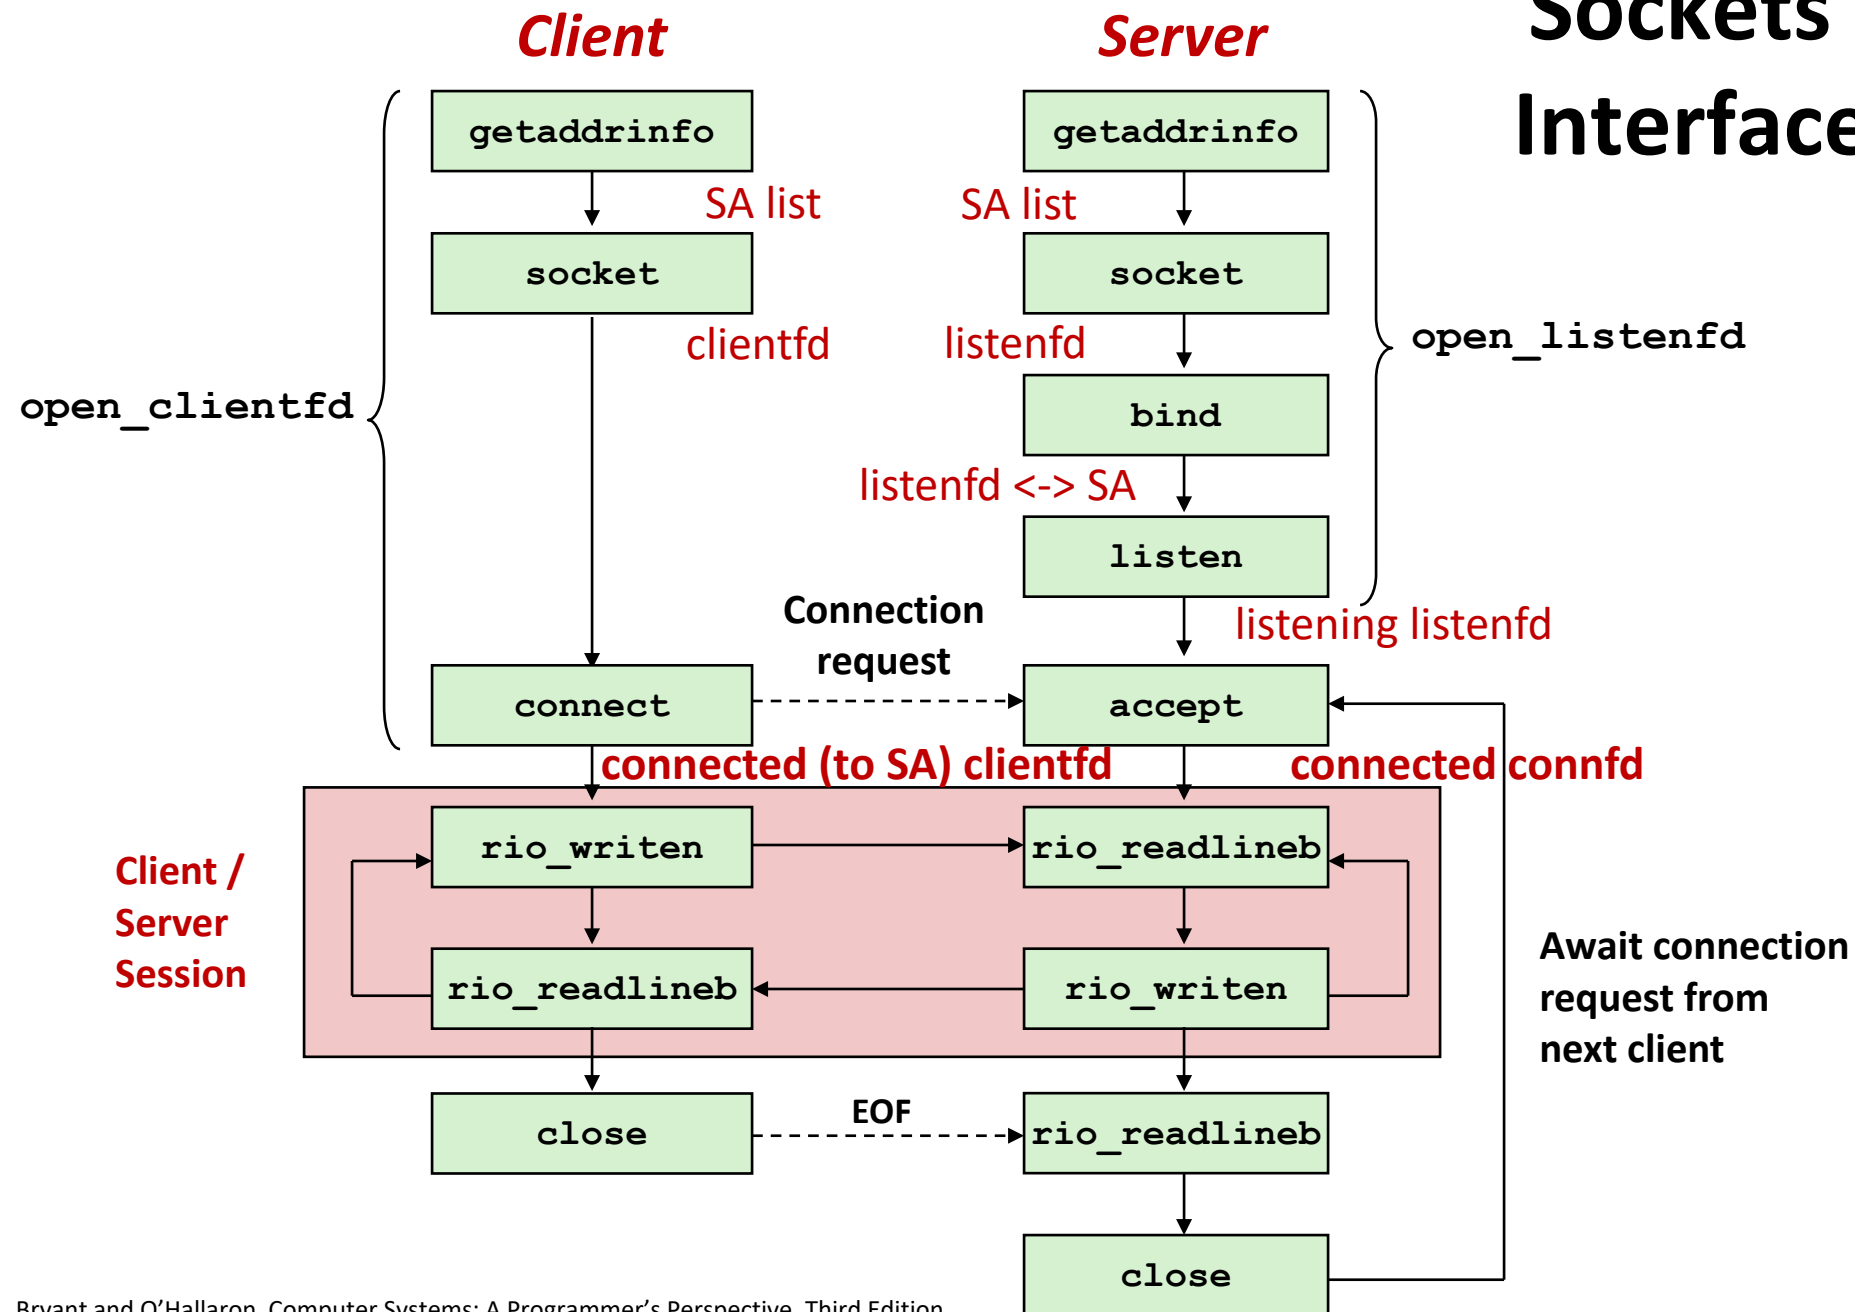 Sockets
Interface
Client
Server
getaddrinfo
getaddrinfo
SA list
SA list
socket
socket
clientfd
listenfd
open_listenfd
open_clientfd
bind
listenfd <-> SA
listen
Connection
request
listening listenfd
connect
accept
connected (to SA) clientfd
connected connfd
rio_writen
rio_readlineb
Client /
Server
Session
rio_readlineb
rio_writen
Await connection
request from
next client
close
EOF
rio_readlineb
close
Bryant and O'Hallaron, Computer Systems: A Programmer's Perspective, Third Edition